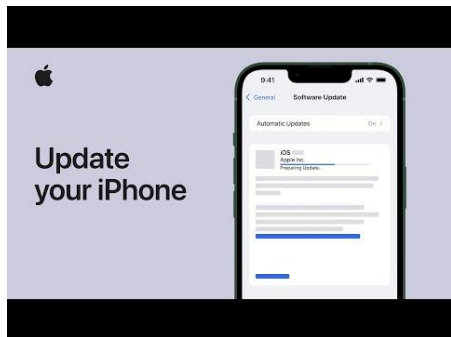 Update
your iPhone
9:41
General
Software Update
Automatic Updates
On
iOS
Apple Inc.
Preparing Update...